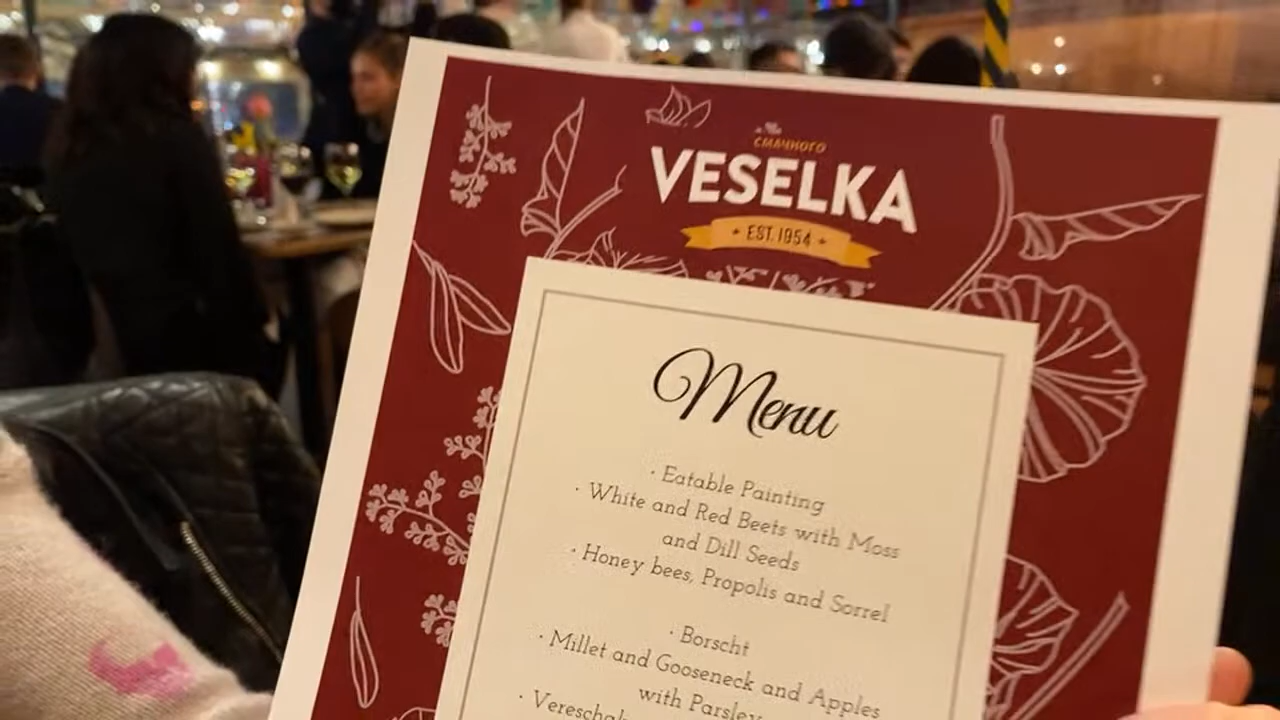 СМАЧНОГО
VESELKA
• EST. 1954 •
Menu
· Eatable Painting
· White and Red Beets with Moss
and Dill Seeds
· Honey bees, Propolis and Sorrel
· Borscht
· Millet and Gooseneck and Apples
with Parsley